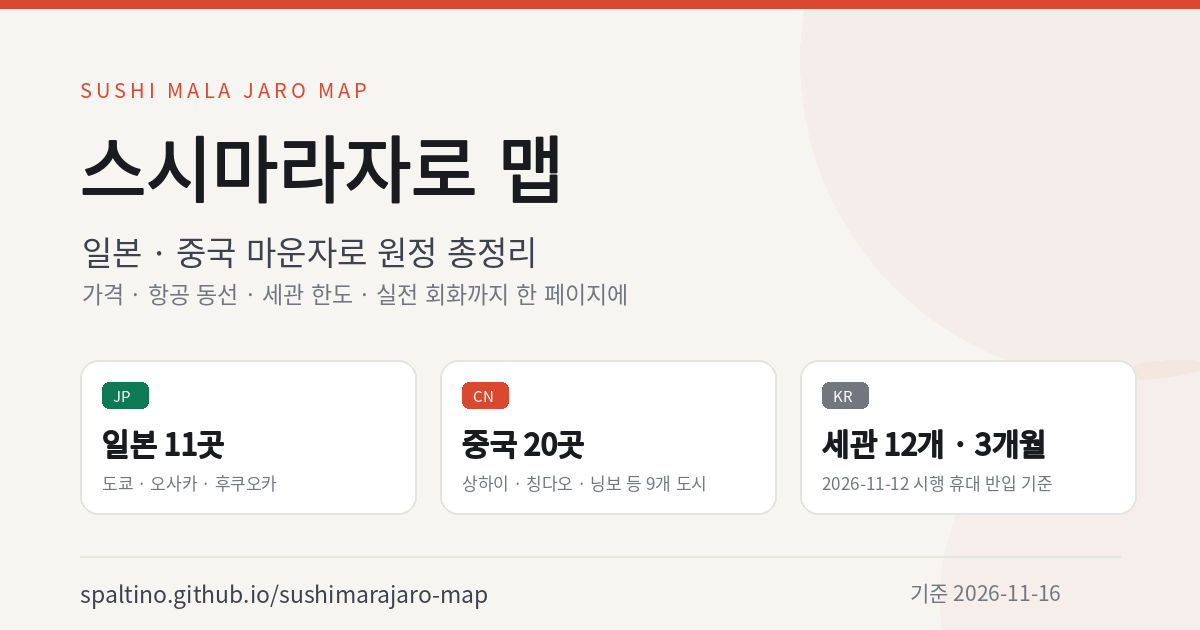 SUSHI MALA JARO MAP
스시마라자로 맵
일본 · 중국 마운자로 원정 총정리
가격 · 항공 동선 · 세관 한도 · 실전 회화까지 한 페이지에
JP
일본 11곳
도쿄 · 오사카 · 후쿠오카
CN
중국 20곳
상하이 · 칭다오 · 닝보 등 9개 도시
KR
세관 12개 · 3개월
2026-11-12 시행 휴대 반입 기준
spaltino.github.io/sushimarajaro-map
기준 2026-11-16